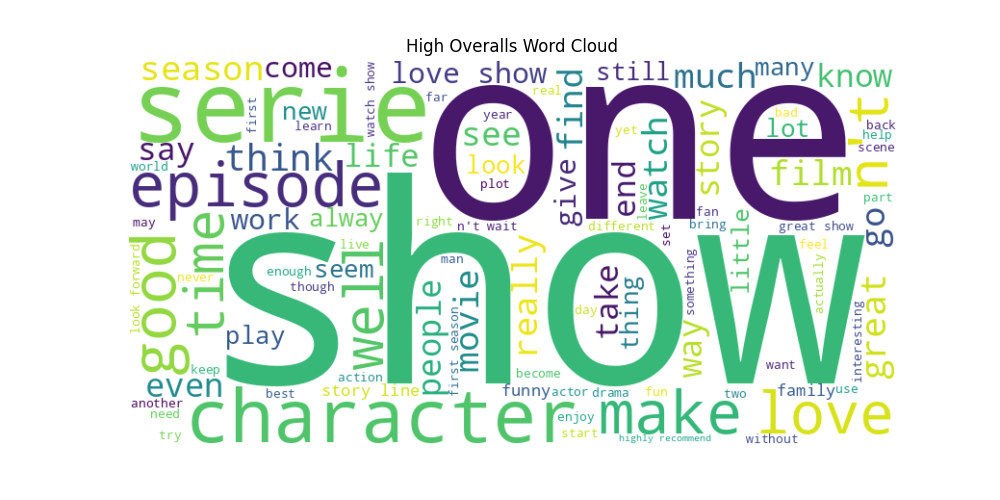 High Overalls Word Cloud
season
come
love show
find
still
much
many
know
serie
one
n't
first
new
learn
watch show
far
year
see
look
plot
real
yet
bad
lot
back
help
scene
say
think
life
world
episode
give
end
leave
watch
story
film
part
go
may
time
work
alway
right
n't wait
different
set
fan
bring
great show
feel
show
good
look forward
never
enough
though
seem
live
well
man
people
first season
movie
really
day
take
thing
something
way
little
actually
interesting
great
play
keep
even
action
become
want
best
story line
funny
actor
drama
fun
two
family
use
another
need
try
character
enjoy
start
make
highly recommend
love
without